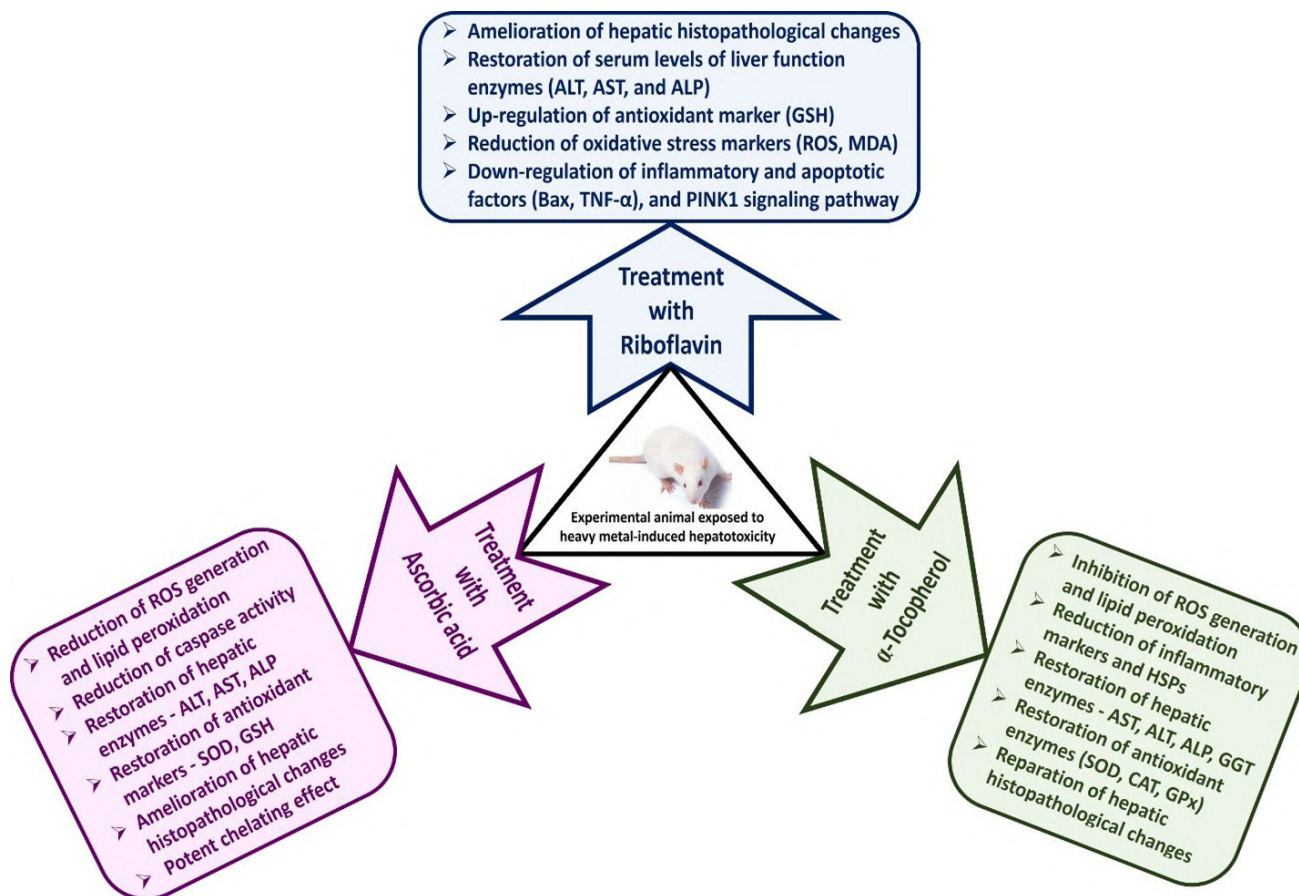 ➢ Amelioration of hepatic histopathological changes
➢ Restoration of serum levels of liver function
enzymes (ALT, AST, and ALP)
➢ Up-regulation of antioxidant marker (GSH)
➢ Reduction of oxidative stress markers (ROS, MDA)
➢ Down-regulation of inflammatory and apoptotic
factors (Bax, TNF-α), and PINK1 signaling pathway
Treatment
with
Riboflavin
Experimental animal exposed to
heavy metal-induced hepatotoxicity
Treatment
with
Ascorbic acid
➢ Reduction of ROS generation
and lipid peroxidation
➢ Reduction of caspase activity
➢ Restoration of hepatic
enzymes - ALT, AST, ALP
➢ Restoration of antioxidant
markers - SOD, GSH
➢ Amelioration of hepatic
histopathological changes
➢ Potent chelating effect
Treatment
with
α-Tocopherol
➢ Inhibition of ROS generation
and lipid peroxidation
➢ Reduction of inflammatory
markers and HSPs
➢ Restoration of hepatic
enzymes - AST, ALT, ALP, GGT
➢ Restoration of antioxidant
enzymes (SOD, CAT, GPx)
➢ Reparation of hepatic
histopathological changes